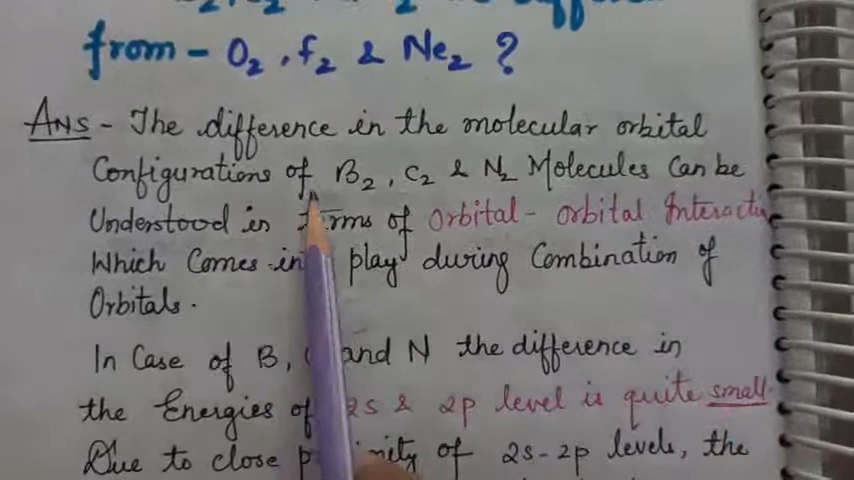 from - O2, f2 & Ne2 ?
Ans - The difference in the molecular orbital
Configurations of B2, C2 & N2 Molecules Can be
Understood in terms of Orbital - orbital
Which Comes in play during Combination of
Orbitals.
In Case of B, and N the difference in
the Energies of 2s & 2p level is quite small.
Due to close of 2s-2p levels, the